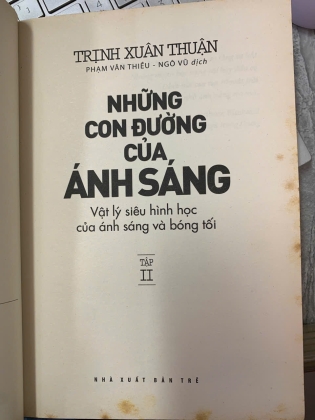 TRỊNH XUÂN THUẬN
PHẠM VĂN THIỀU - NGÔ VŨ dịch
NHỮNG
CON ĐƯỜNG
CỦA
ÁNH SÁNG
Vật lý siêu hình học
của ánh sáng và bóng tối
TẬP
II
NHÀ XUẤT BẢN TRẺ